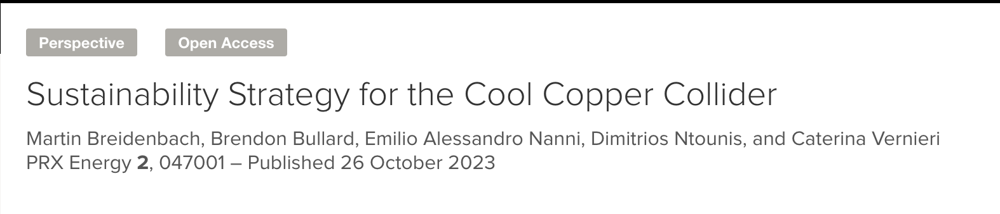 Perspective
Open Access
Sustainability Strategy for the Cool Copper Collider
Martin Breidenbach, Brendon Bullard, Emilio Alessandro Nanni, Dimitrios Ntounis, and Caterina Vernieri
PRX Energy 2, 047001 – Published 26 October 2023